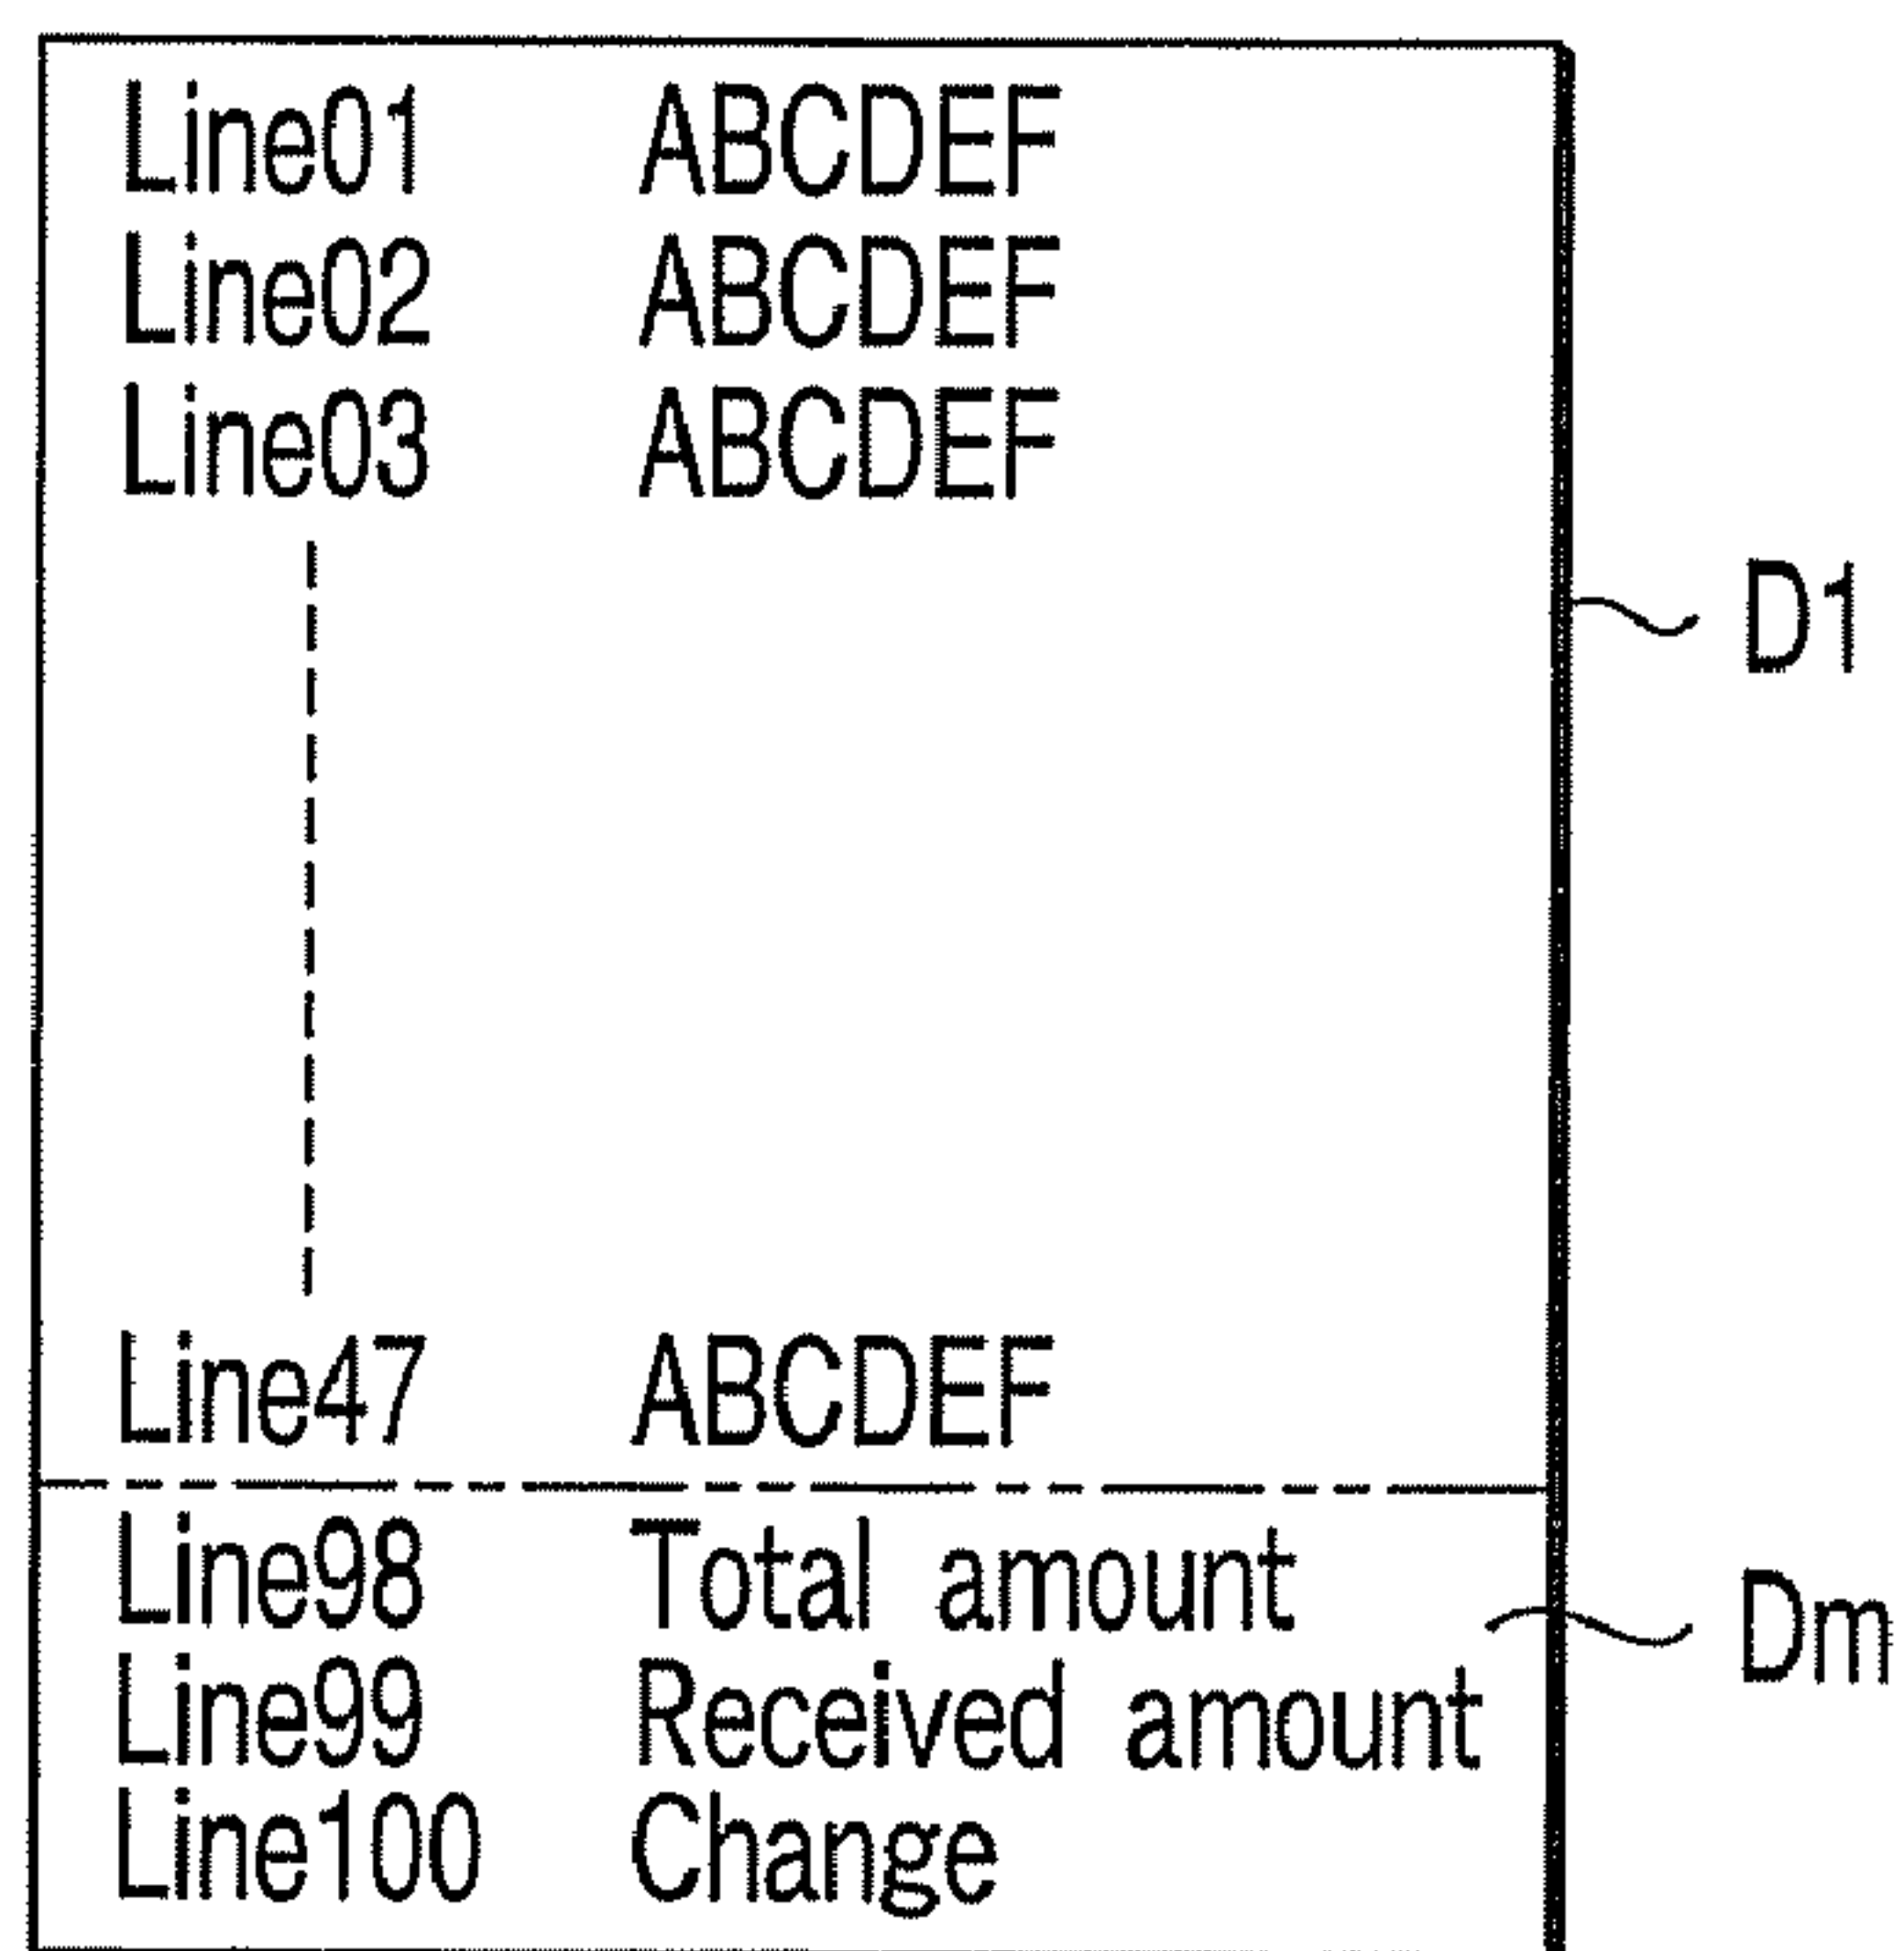 Line01 ABCDEF
Line02 ABCDEF
Line03 ABCDEF
D1
Line47 ABCDEF
Line98 Total amount
Dm
Line99 Received amount
Line100 Change